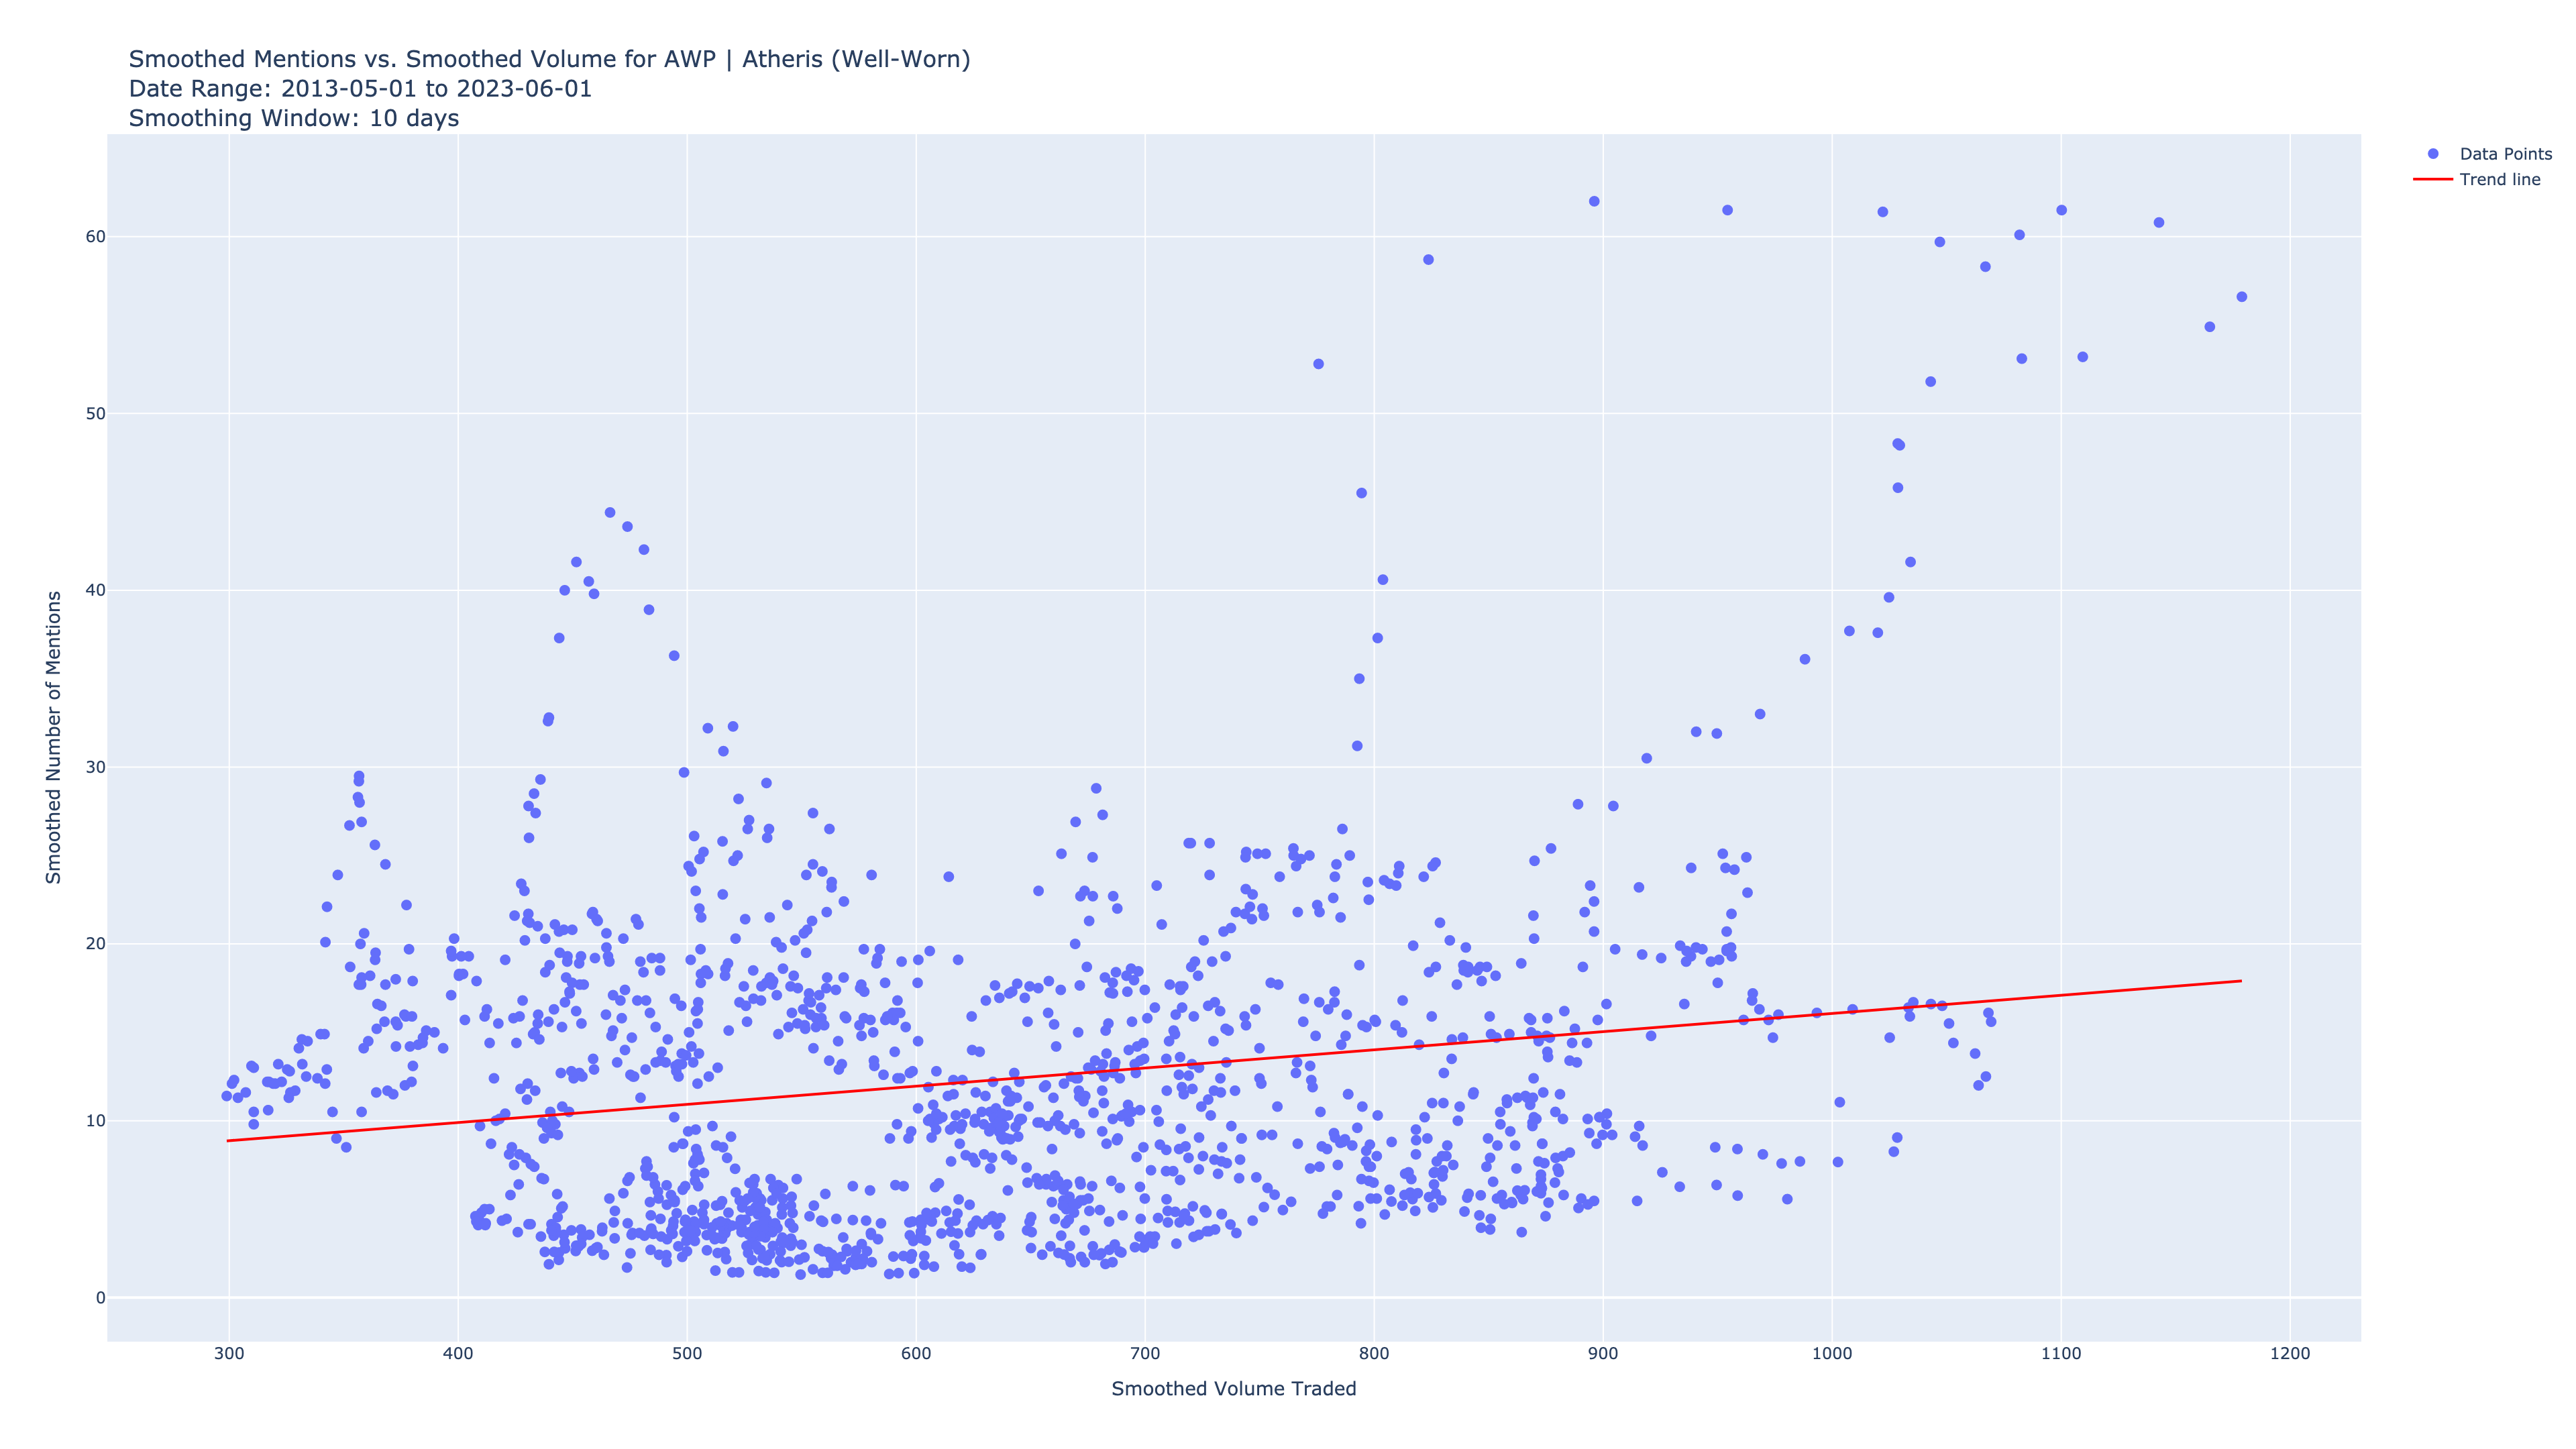 Smoothed Mentions vs. Smoothed Volume for AWP | Atheris (Well-Worn)
Date Range: 2013-05-01 to 2023-06-01
Smoothing Window: 10 days
Data Points
Trend line
60
50
40
30
20
10
0
Smoothed Number of Mentions
300 400 500 600 700 800 900 1000 1100 1200
Smoothed Volume Traded